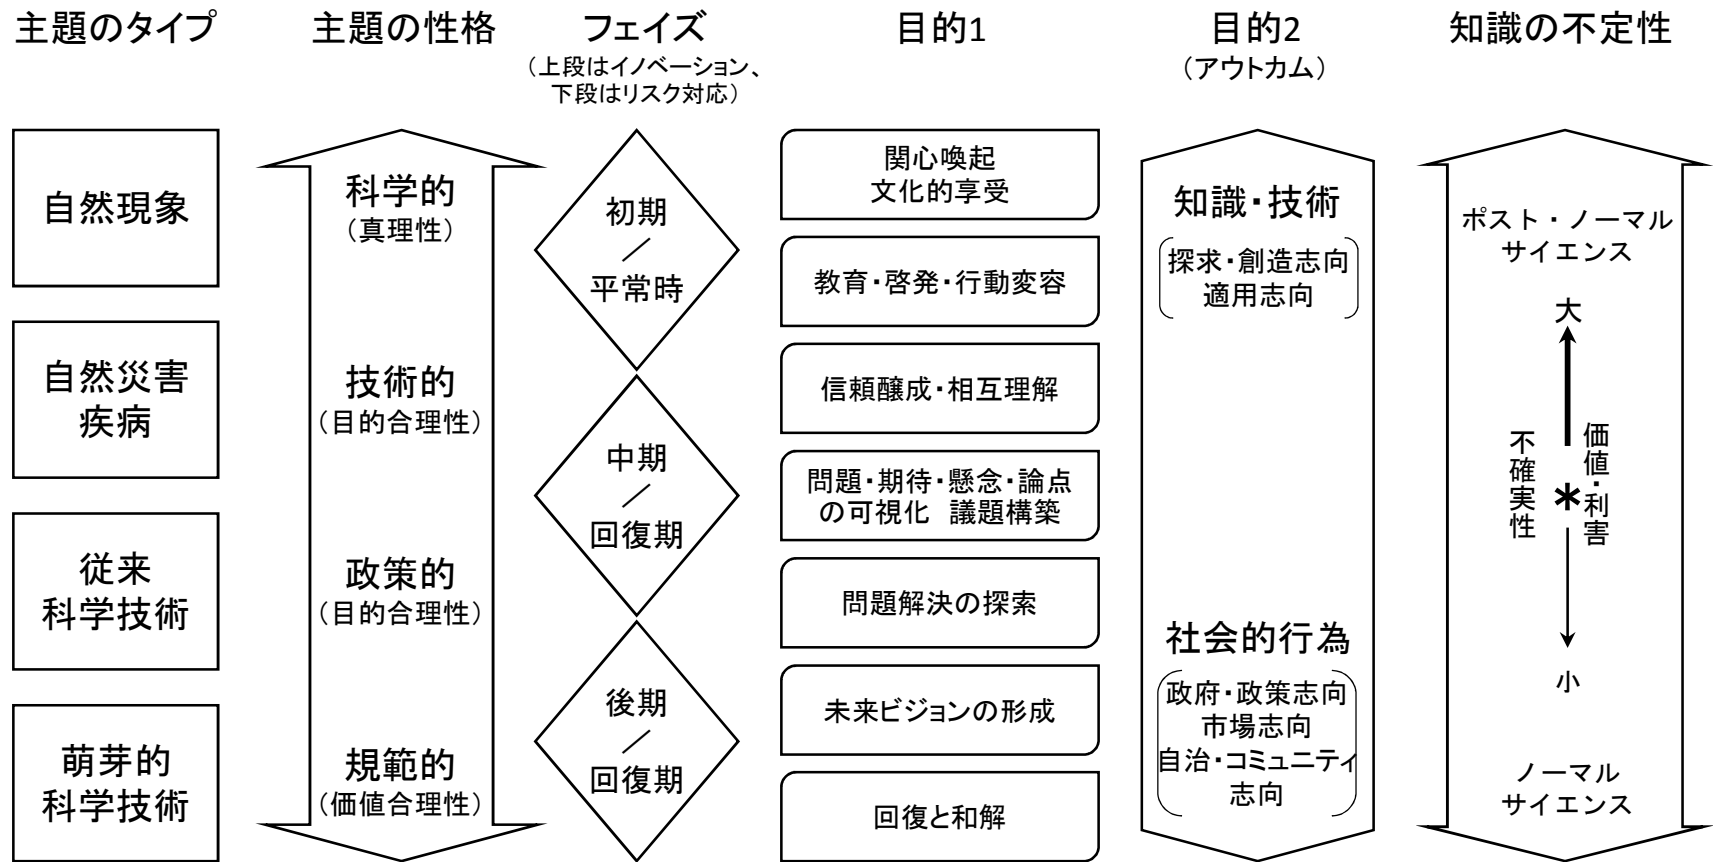 主題のタイプ
主題の性格
フェイズ
（上段はイノベーション、
下段はリスク対応）
目的1
目的2
（アウトカム）
知識の不定性
自然現象
自然災害
疾病
従来
科学技術
萌芽的
科学技術
科学的
（真理性）
技術的
（目的合理性）
政策的
（目的合理性）
規範的
（価値合理性）
初期
／
平常時
中期
／
回復期
後期
／
回復期
関心喚起
文化的享受
教育・啓発・行動変容
信頼醸成・相互理解
問題・期待・懸念・論点
の可視化　議題構築
問題解決の探索
未来ビジョンの形成
回復と和解
知識・技術
探求・創造志向
適用志向
社会的行為
政府・政策志向
市場志向
自治・コミュニティ
志向
ポスト・ノーマル
サイエンス
大
不確実性
*
価値・利害
小
ノーマル
サイエンス